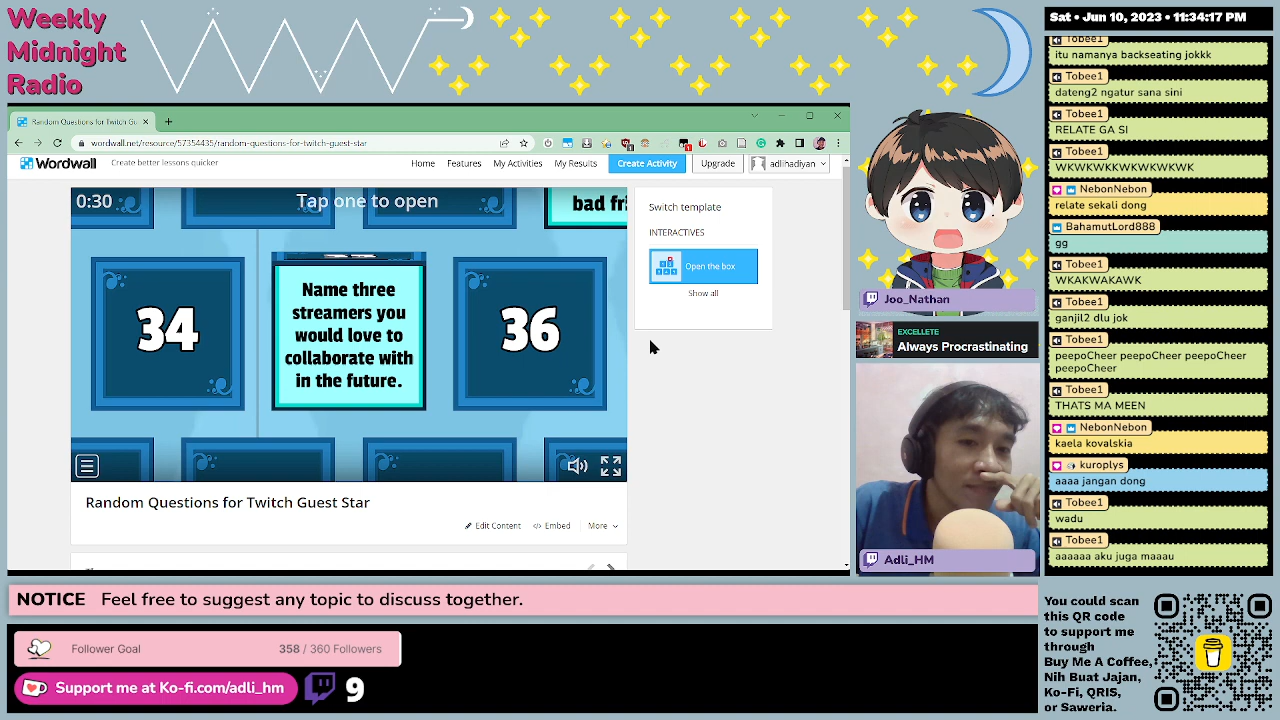 Weekly
Midnight
Radio
Sat • Jun 10, 2023 • 11:34:17 PM
Random Questions for Twitch Gu
wordwall.net/resource/57354435/random-questions-for-twitch-guest-star
Wordwall
Create better lessons quicker
Home
Features
My Activities
My Results
Create Activity
Upgrade
adlihadiyan
0:30
Tap one to open
bad fri
34
Name three
streamers you
would love to
collaborate with
in the future.
36
Switch template
INTERACTIVES
Open the box
Show all
Random Questions for Twitch Guest Star
Edit Content
Embed
More
Joo_Nathan
EXCELLETE
Always Procrastinating
Adli_HM
Tobee1
itu namanya backseating jokkk
Tobee1
dateng2 ngatur sana sini
Tobee1
RELATE GA SI
Tobee1
WKWKWKKWKWKWKWK
NebonNebon
relate sekali dong
BahamutLord888
gg
Tobee1
WKAKWAKAWK
Tobee1
ganjil2 dlu jok
Tobee1
peepoCheer peepoCheer peepoCheer
peepoCheer
Tobee1
THATS MA MEEN
NebonNebon
kaela kovalskia
kuroplys
aaaa jangan dong
Tobee1
wadu
Tobee1
aaaaaa aku juga maaau
NOTICE Feel free to suggest any topic to discuss together.
Follower Goal
358 / 360 Followers
Support me at Ko-fi.com/adli_hm
9
You could scan
this QR code
to support me
through
Buy Me A Coffee,
Nih Buat Jajan,
Ko-Fi, QRIS,
or Saweria.